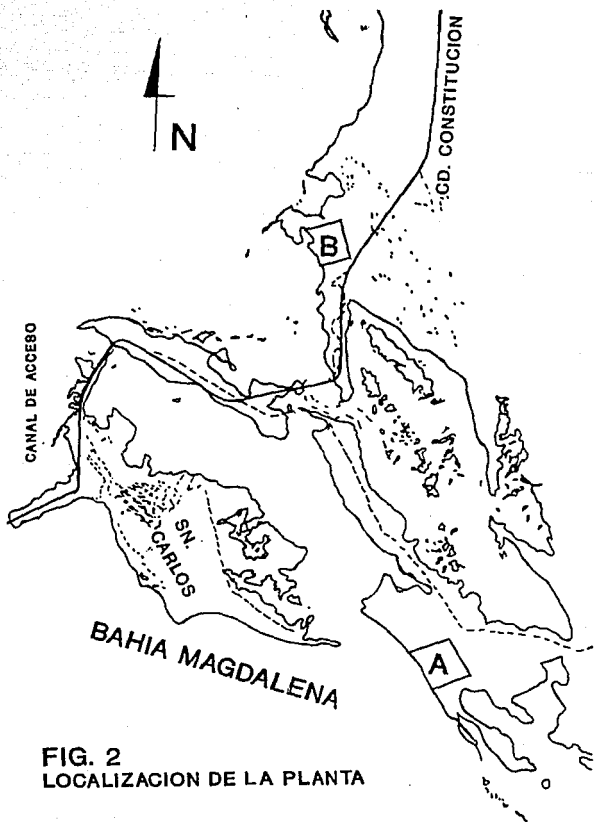 N
CD. CONSTITUCION
B
CANAL DE ACCESO
SN.
CARLOS
BAHIA MAGDALENA
A
FIG. 2
LOCALIZACION DE LA PLANTA